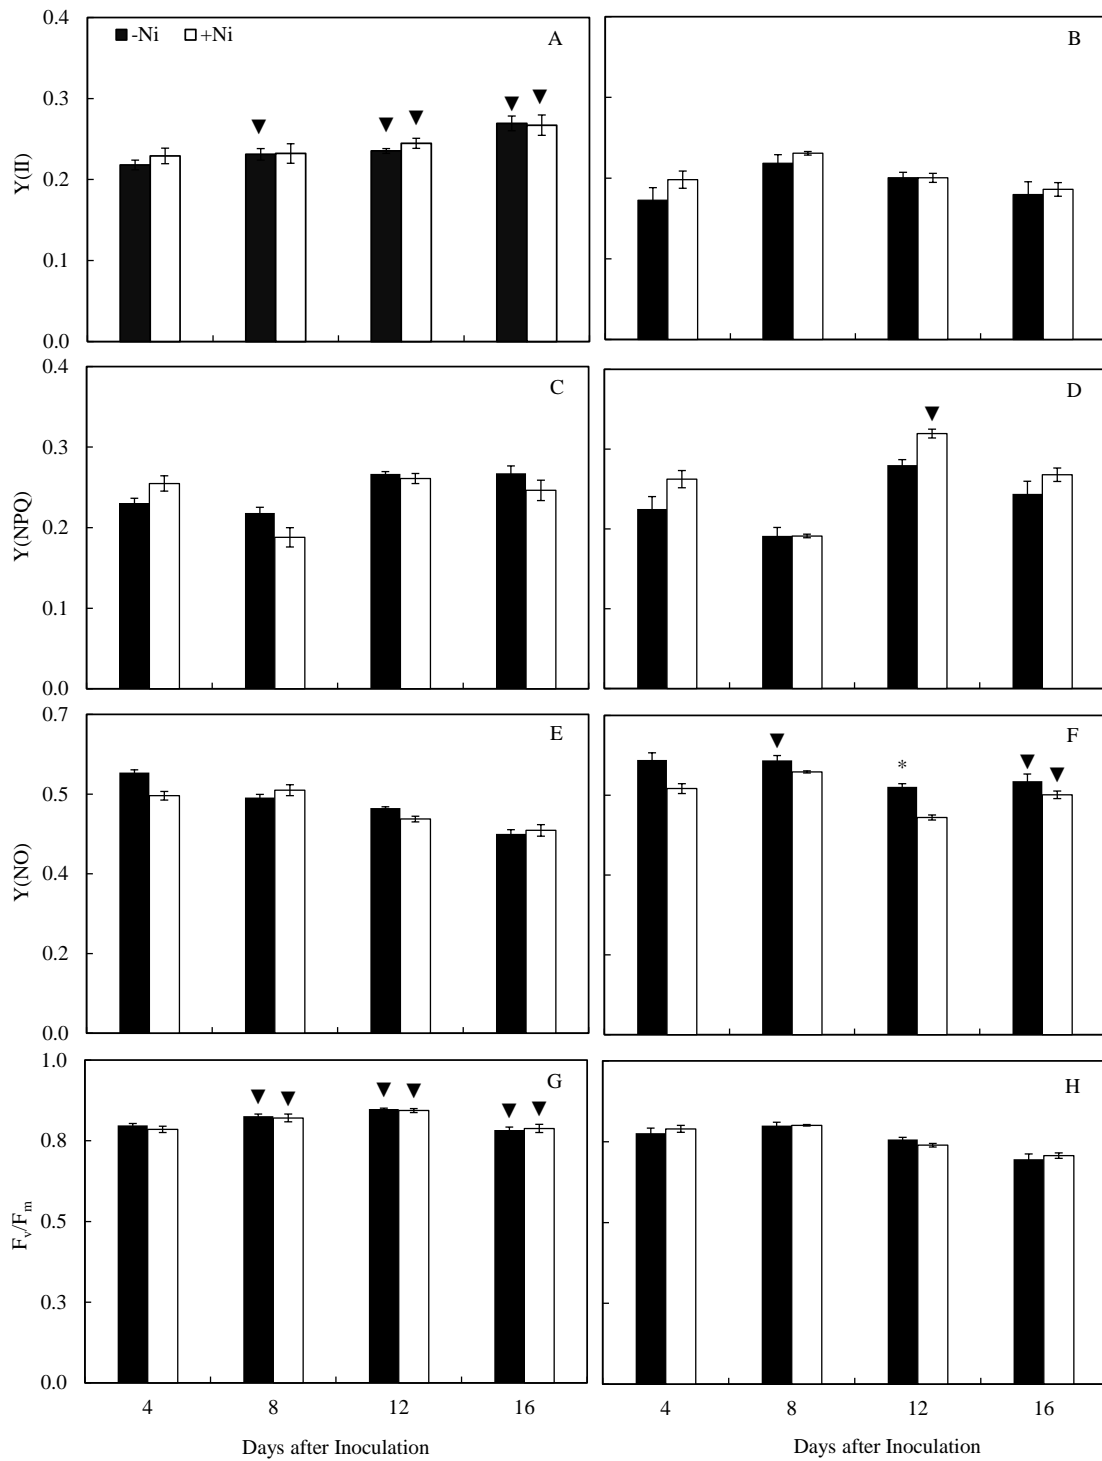 0.4
-Ni +Ni
A
B
0.3
0.2
0.1
0.0
Y(II)
0.4
C
D
0.3
0.2
0.1
0.0
Y(NPQ)
0.7
E
F
*
0.5
0.4
0.2
0.0
Y(NO)
1.0
G
H
0.8
0.5
0.3
0.0
Fv/Fm
4 8 12 16
4 8 12 16
Days after Inoculation
Days after Inoculation